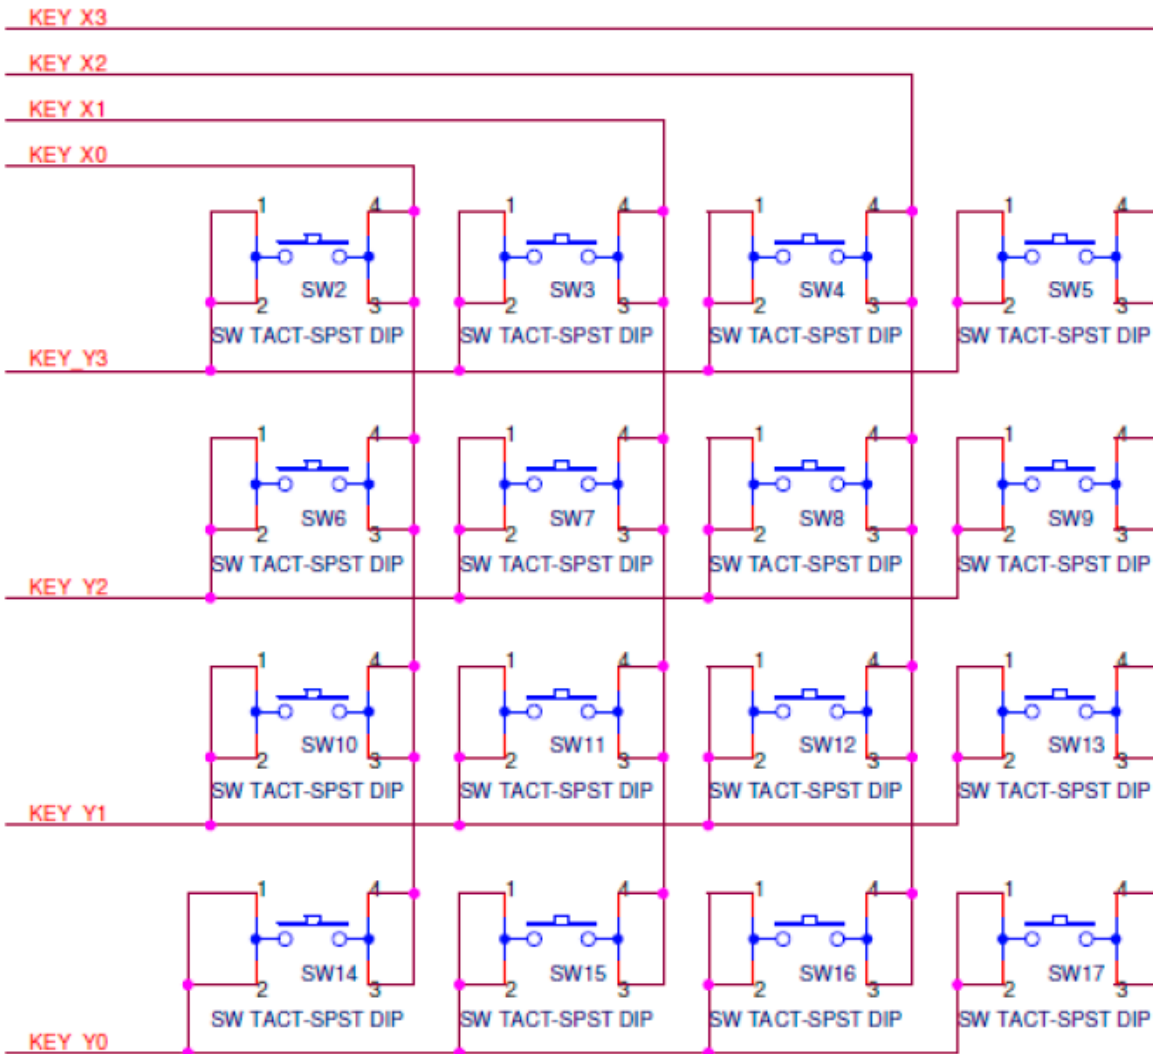 KEY X3
KEY X2
KEY X1
KEY X0
1 4 1 4 1 4 1 4
SW2 SW3 SW4 SW5
2 3 2 3 2 3 2 3
SW TACT-SPST DIP SW TACT-SPST DIP SW TACT-SPST DIP SW TACT-SPST DIP
KEY_Y3
1 4 1 4 1 4 1 4
SW6 SW7 SW8 SW9
2 3 2 3 2 3 2 3
SW TACT-SPST DIP SW TACT-SPST DIP SW TACT-SPST DIP SW TACT-SPST DIP
KEY Y2
1 4 1 4 1 4 1 4
SW10 SW11 SW12 SW13
2 3 2 3 2 3 2 3
SW TACT-SPST DIP SW TACT-SPST DIP SW TACT-SPST DIP SW TACT-SPST DIP
KEY Y1
1 4 1 4 1 4 1 4
SW14 SW15 SW16 SW17
2 3 2 3 2 3 2 3
SW TACT-SPST DIP SW TACT-SPST DIP SW TACT-SPST DIP SW TACT-SPST DIP
KEY Y0